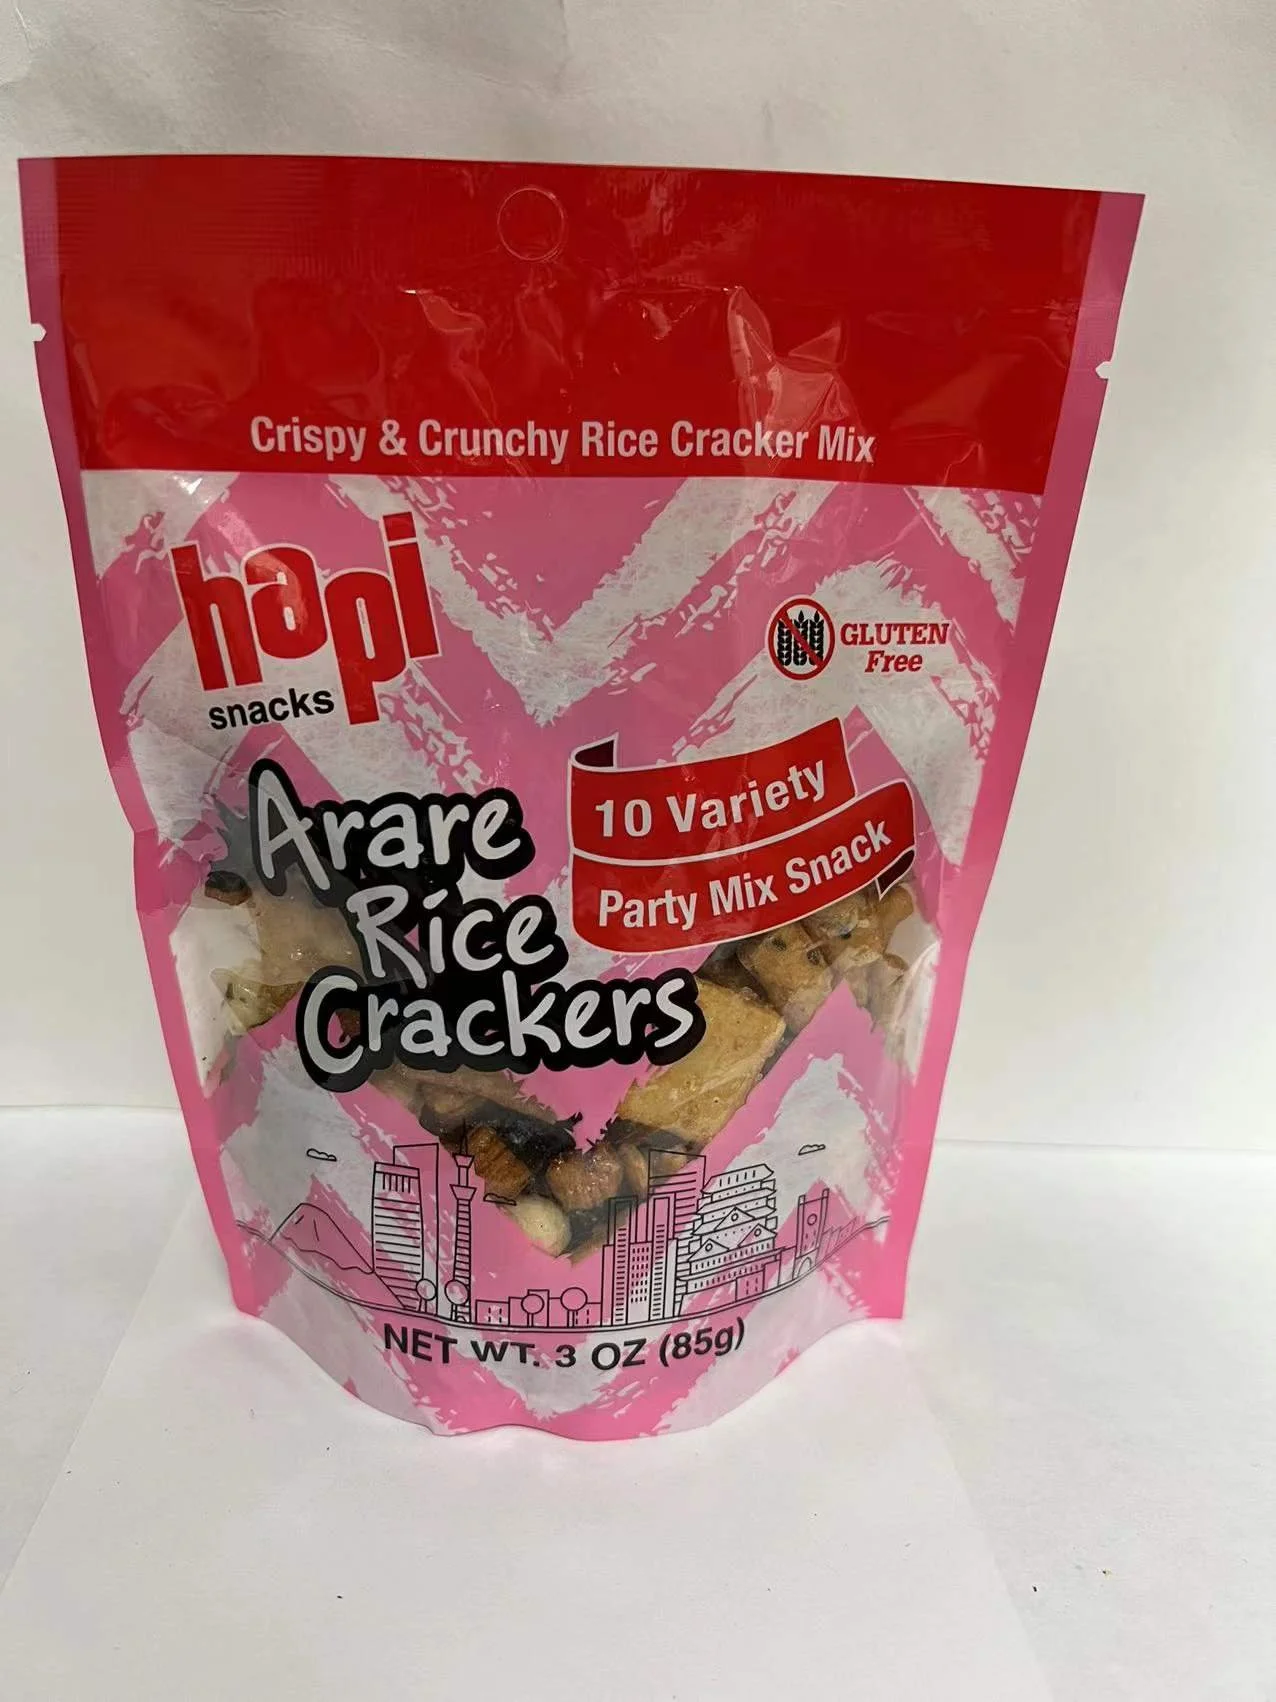 Crispy & Crunchy Rice Cracker Mix
hapi
snacks
GLUTEN
Free
10 Variety
Party Mix Snack
Arare
Rice
Crackers
NET WT. 3 OZ (85g)